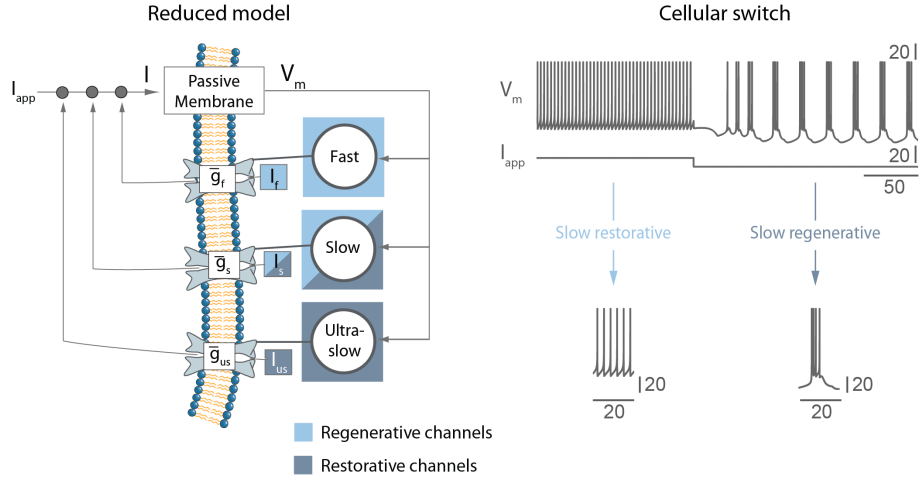 Reduced model
Cellular switch
I app
I
Passive
Membrane
V m
g̅ f
I f
Fast
g̅ s
I s
Slow
g̅ us
I us
Ultra-
slow
Regenerative channels
Restorative channels
V m
20
I app
20
50
Slow restorative
Slow regenerative
20
20
20
20